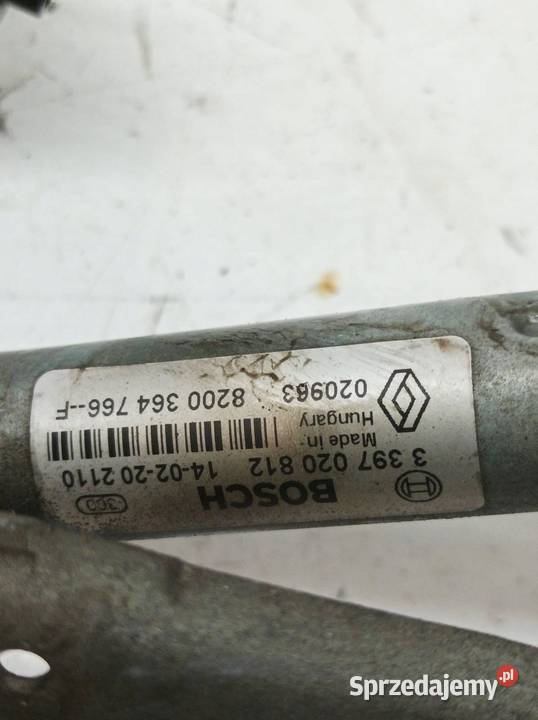 BOSCH
3 397 020 812 14-02-20 2110
Made in
Hungary
020963 8200 364 766--F
Sprzedajemy.pl